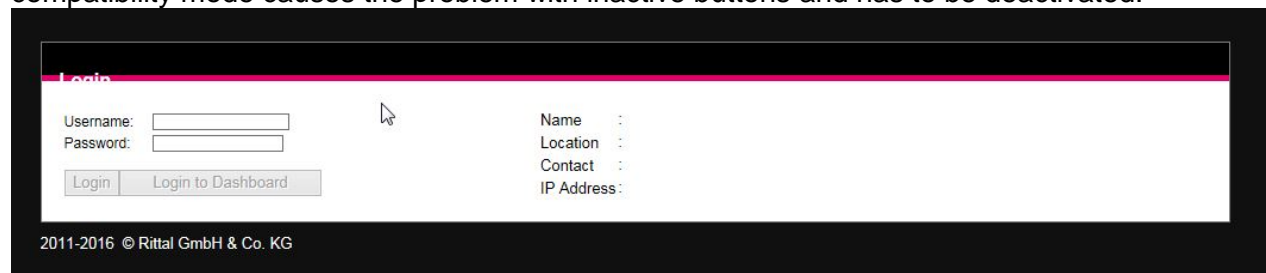 compatibility mode causes the problem with inactive buttons and has to be deactivated.
Login
Username:
Password:
Login Login to Dashboard
Name :
Location :
Contact :
IP Address :
2011-2016 © Rittal GmbH & Co. KG